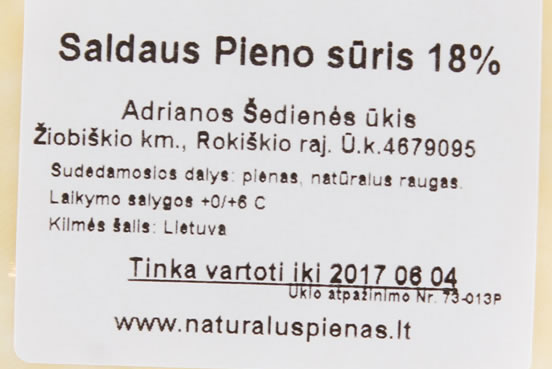 Saldaus Pieno sūris 18%
Adrianos Šedienės ūkis
Žiobiškio km., Rokiškio raj. Ū.k.4679095
Sudedamosios dalys: pienas, natūralus raugas.
Laikymo salygos +0/+6 C
Kilmės šalis: Lietuva
Tinka vartoti iki 2017 06 04
Ūkio atpažinimo Nr. 73-013P
www.naturaluspienas.lt